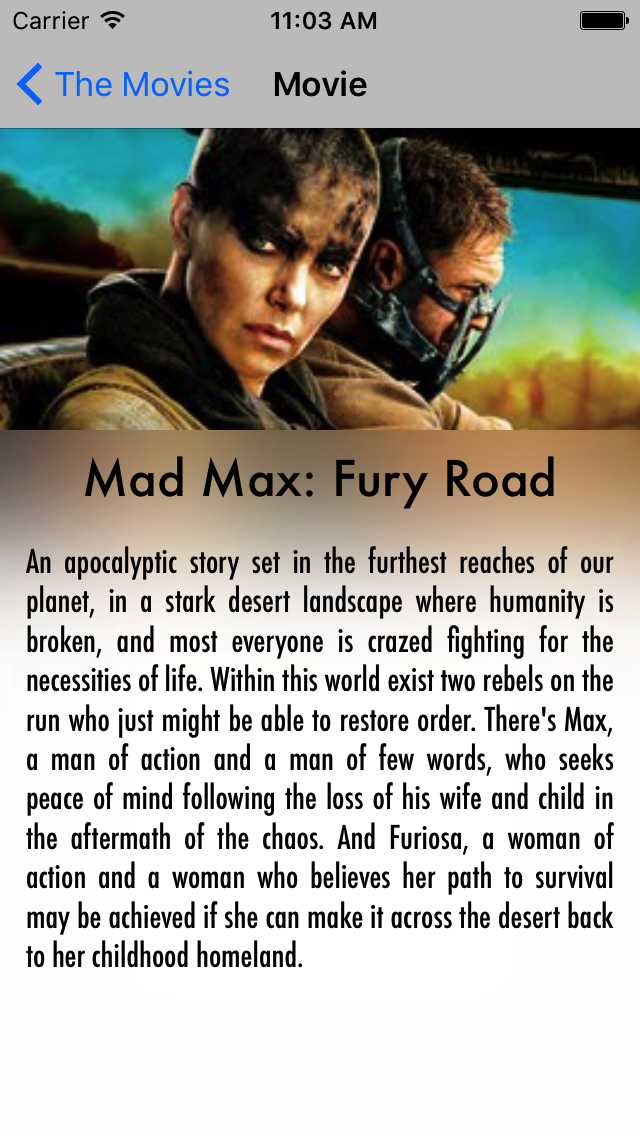 Carrier 11:03 AM
The Movies Movie
Mad Max: Fury Road
An apocalyptic story set in the furthest reaches of our
planet, in a stark desert landscape where humanity is
broken, and most everyone is crazed fighting for the
necessities of life. Within this world exist two rebels on the
run who just might be able to restore order. There's Max,
a man of action and a man of few words, who seeks
peace of mind following the loss of his wife and child in
the aftermath of the chaos. And Furiosa, a woman of
action and a woman who believes her path to survival
may be achieved if she can make it across the desert back
to her childhood homeland.